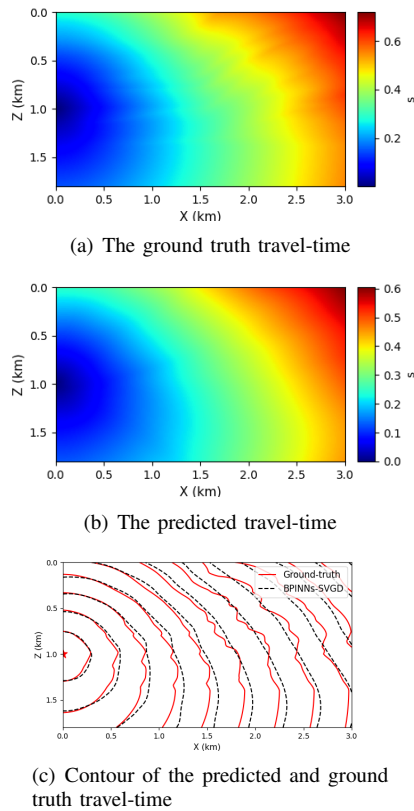 0.0
0.5
1.0
1.5
Z (km)
0.0 0.5 1.0 1.5 2.0 2.5 3.0
X (km)
0.6
0.4
0.2
s
(a) The ground truth travel-time
0.0
0.5
1.0
1.5
Z (km)
0.0 0.5 1.0 1.5 2.0 2.5 3.0
X (km)
0.6
0.5
0.4
0.3
0.2
0.1
0.0
s
(b) The predicted travel-time
0.0
0.5
1.0
1.5
Z (km)
Ground-truth
BPINNs-SVGD
0.0 0.5 1.0 1.5 2.0 2.5 3.0
X (km)
(c) Contour of the predicted and ground
truth travel-time